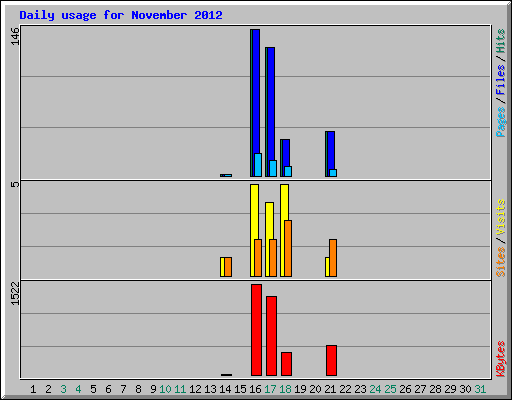 Daily usage for November 2012
146
Pages / Files / Hits
5
Sites / Visits
1522
KBytes
1 2 3 4 5 6 7 8 9 10 11 12 13 14 15 16 17 18 19 20 21 22 23 24 25 26 27 28 29 30 31